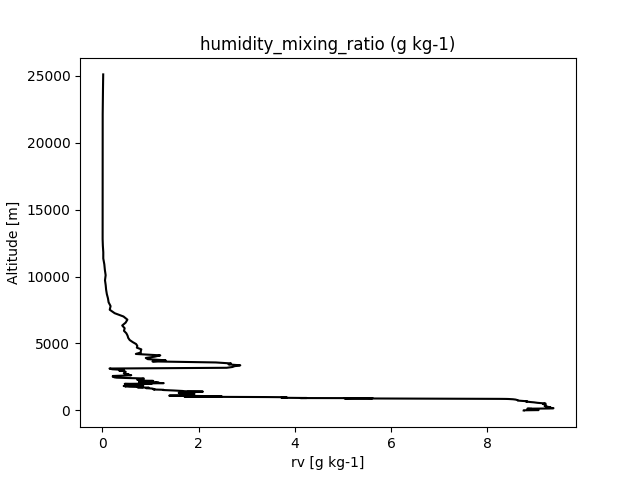 humidity_mixing_ratio (g kg-1)
25000
20000
15000
10000
5000
0
Altitude [m]
0 2 4 6 8
rv [g kg-1]